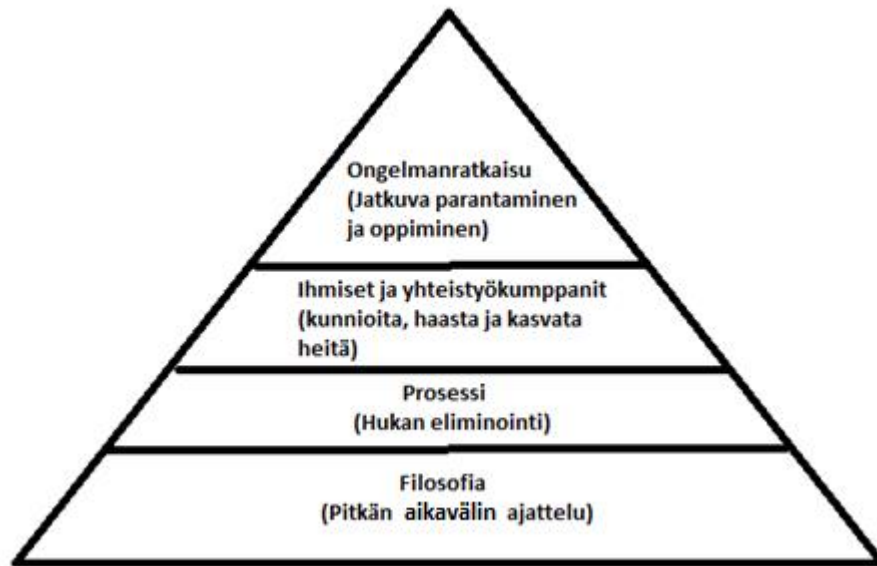 Ongelmanratkaisu
(Jatkuva parantaminen
ja oppiminen)
Ihmiset ja yhteistyökumppanit
(kunnioita, haasta ja kasvata
heitä)
Prosessi
(Hukan eliminointi)
Filosofia
(Pitkän aikavälin ajattelu)